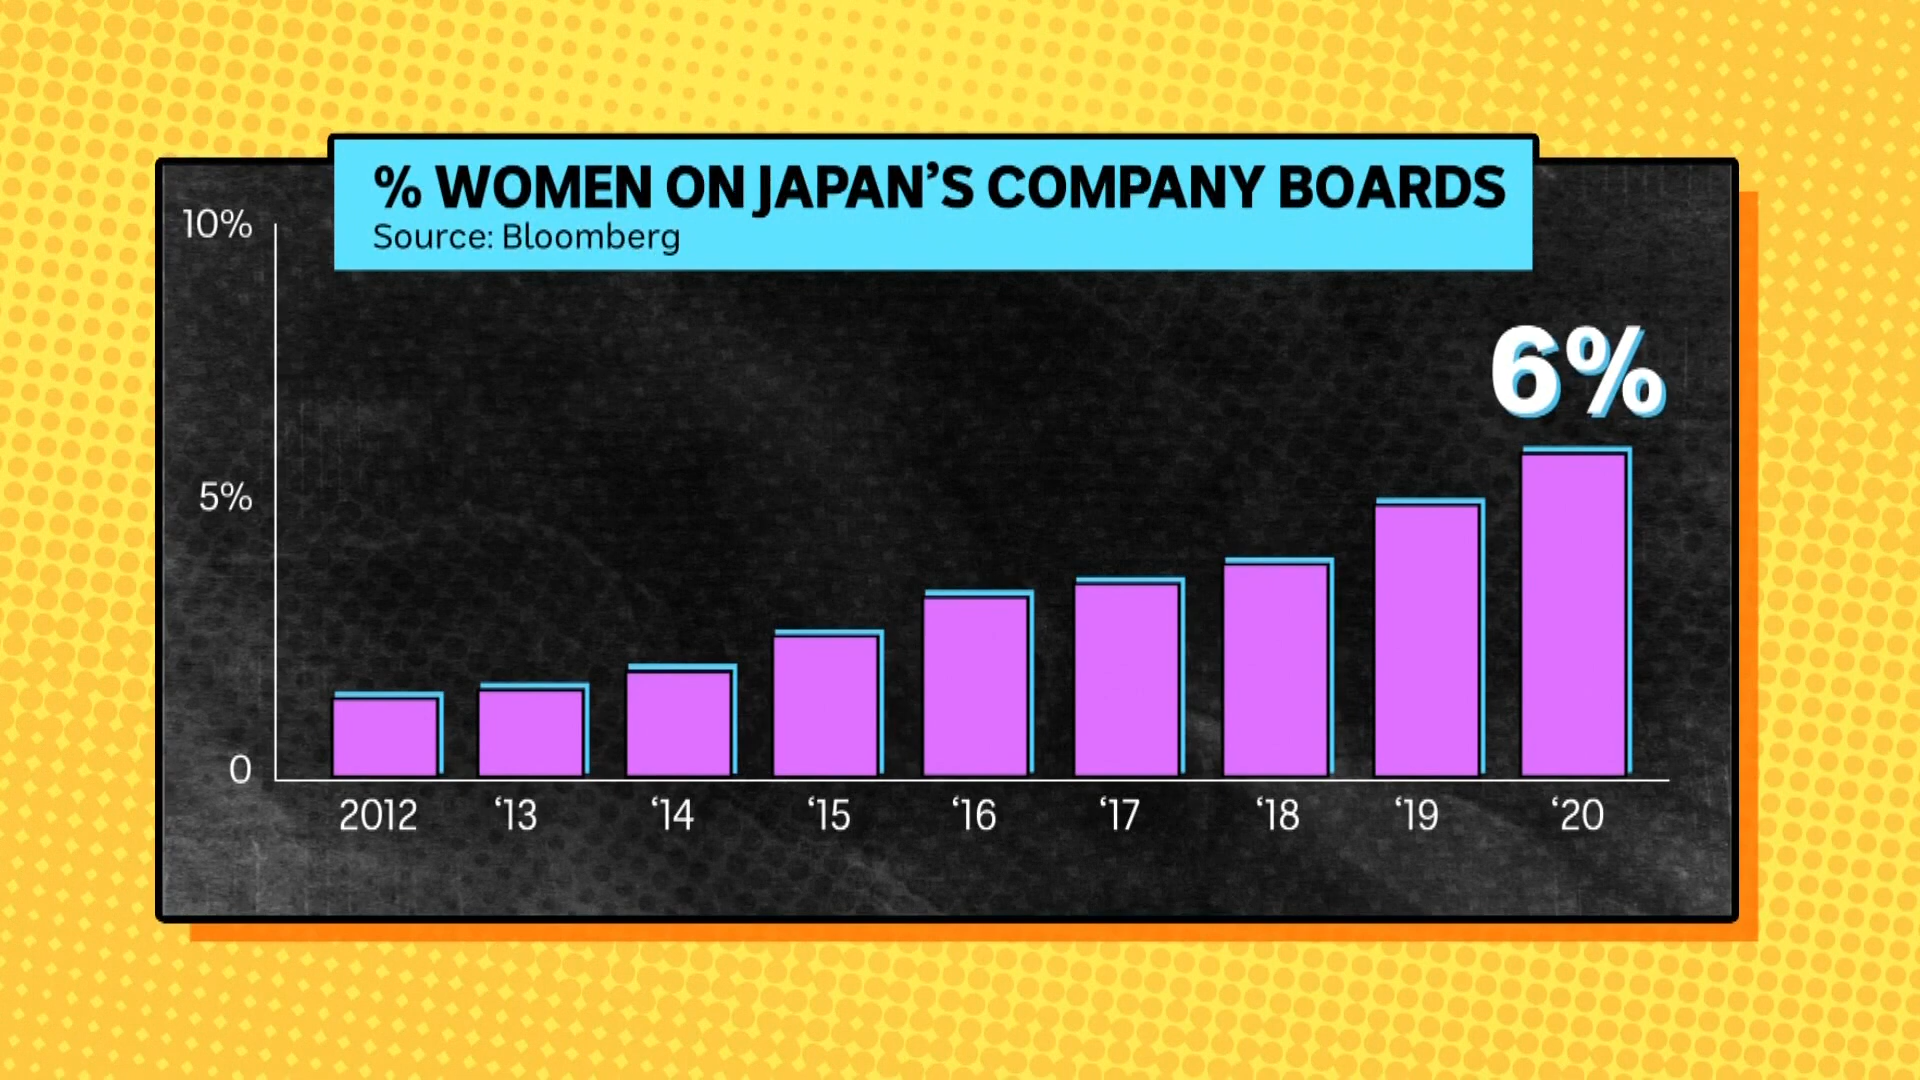 % WOMEN ON JAPAN’S COMPANY BOARDS
Source: Bloomberg
10%
5%
0
6%
2012 ‘13 ‘14 ‘15 ‘16 ‘17 ‘18 ‘19 ‘20